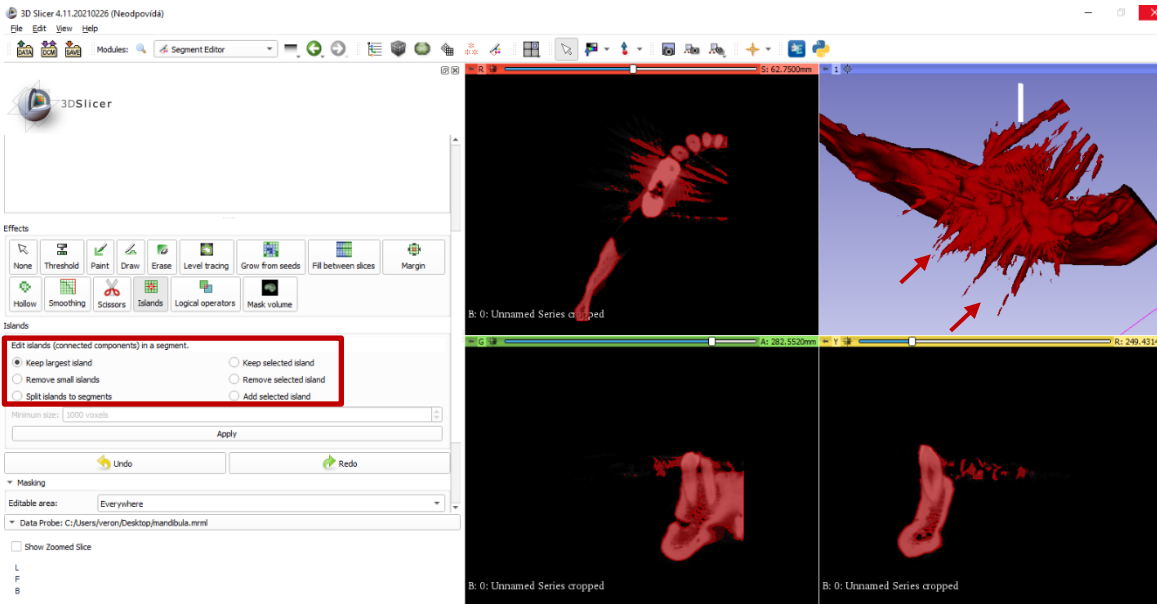 3D Slicer 4.11.20210226 (Neodpovídá)
File Edit View Help
DATA DCM SAVE Modules: Segment Editor
3DSlicer
R S: 62.7500mm 1
Effects
None Threshold Paint Draw Erase Level tracing Grow from seeds Fill between slices Margin
Hollow Smoothing Scissors Islands Logical operators Mask volume
B: 0: Unnamed Series cropped
Islands
G A: 282.5520mm Y R: 249.4314
Edit islands (connected components) in a segment.
Keep largest island Keep selected island
Remove small islands Remove selected island
Split islands to segments Add selected island
Minimum size: 1000 voxels
Apply
Undo Redo
Masking
Editable area: Everywhere
Data Probe: C:/Users/veron/Desktop/mandibula.mrml
Show Zoomed Slice
L
F
B
B: 0: Unnamed Series cropped
B: 0: Unnamed Series cropped